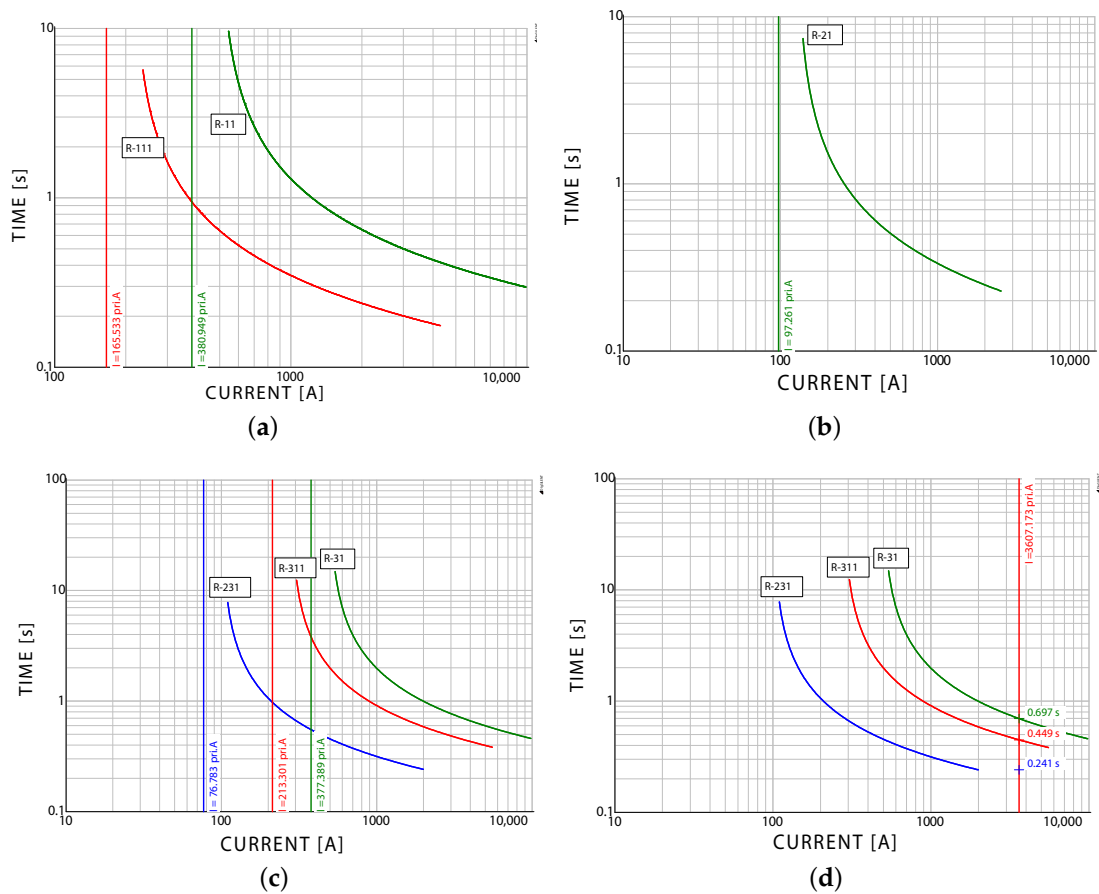 10
1
0.1
TIME [s]
R-111
R-11
I =165.533 pri.A
I =380.949 pri.A
100
1000
10,000
CURRENT [A]
(a)
10
1
0.1
TIME [s]
R-21
I = 97.261 pri.A
10
100
1000
10,000
CURRENT [A]
(b)
100
10
1
0.1
TIME [s]
R-231
R-311
R-31
I = 76.783 pri.A
I =213.301 pri.A
I =377.389 pri.A
10
100
1000
10,000
CURRENT [A]
(c)
100
10
1
0.1
TIME [s]
R-231
R-311
R-31
I =3607.173 pri.A
0.697 s
0.449 s
0.241 s
10
100
1000
10,000
CURRENT [A]
(d)